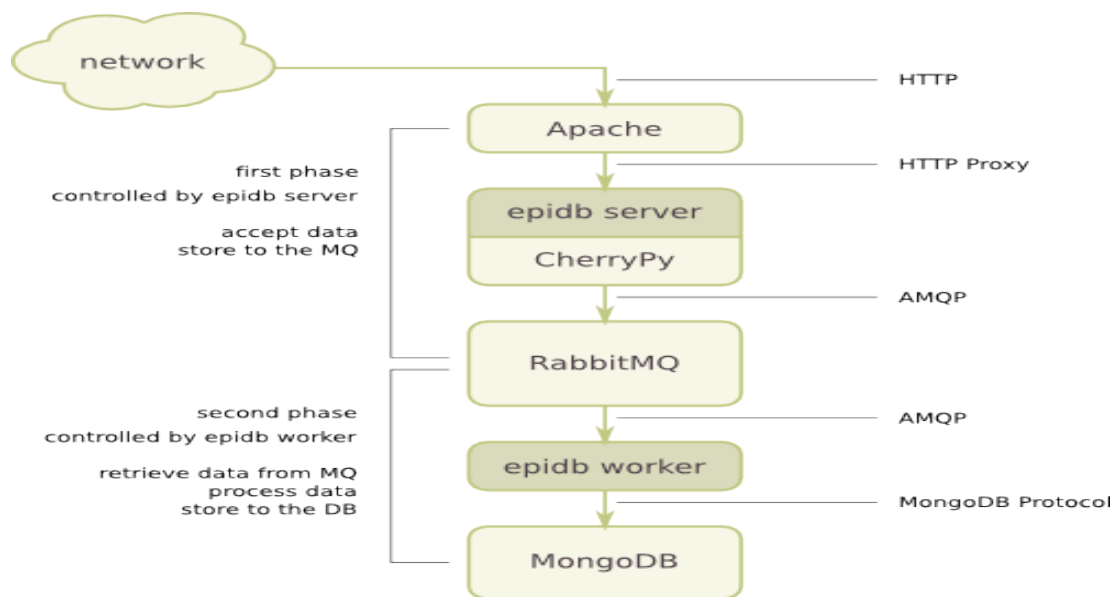 network
HTTP
Apache
HTTP Proxy
first phase
controlled by epidb server
accept data
store to the MQ
epidb server
CherryPy
AMQP
RabbitMQ
AMQP
second phase
controlled by epidb worker
retrieve data from MQ
process data
store to the DB
epidb worker
MongoDB Protocol
MongoDB